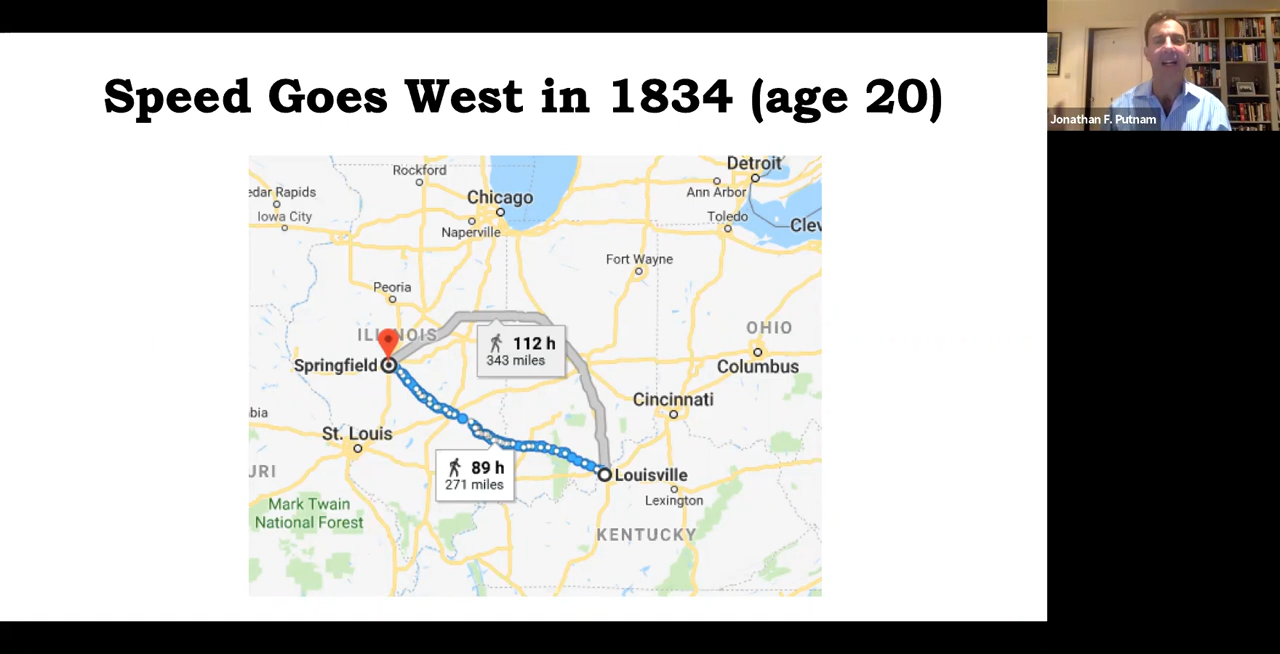 Speed Goes West in 1834 (age 20)
Jonathan F. Putnam
Rockford
Detroit
edar Rapids
Chicago
Ann Arbor
Iowa City
Naperville
Toledo
Clev
Fort Wayne
Peoria
ILLINOIS
OHIO
112 h
343 miles
Springfield
Columbus
Cincinnati
bia
St. Louis
89 h
271 miles
URI
Louisville
Lexington
Mark Twain
National Forest
KENTUCKY